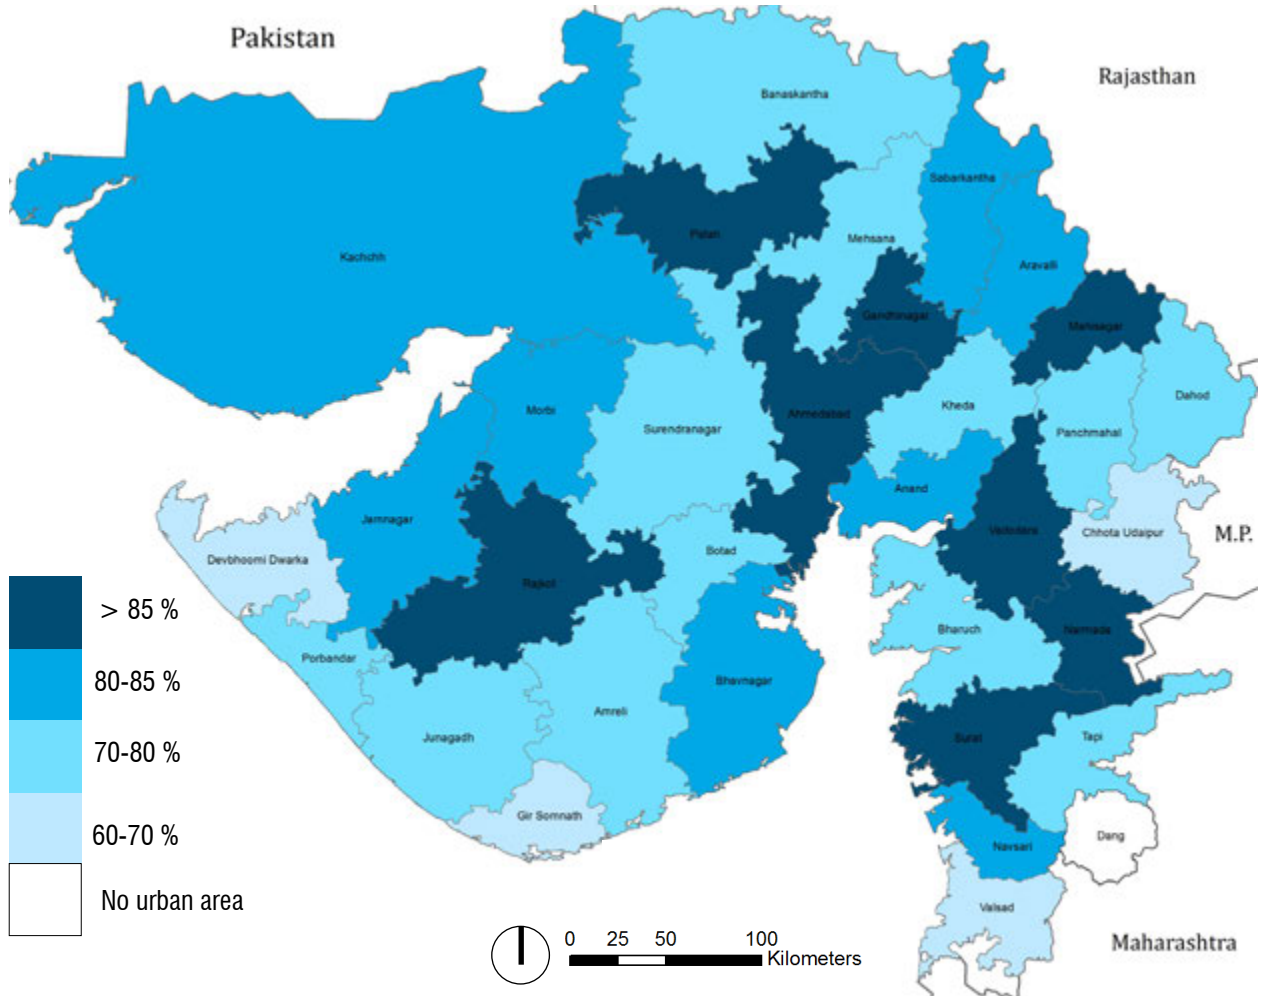 Pakistan
Rajasthan
Banaskantha
Sabarkantha
Patan
Mehsana
Kachchh
Aravalli
Gandhinagar
Mahisagar
Dahod
Kheda
Morbi
Ahmedabad
Surendranagar
Panchmahal
Anand
Jamnagar
Vadodara
Chhota Udaipur
M.P.
Botad
Devbhoomi Dwarka
Rajkot
Narmada
Bharuch
Porbandar
Bhavnagar
Amreli
Junagadh
Surat
Tapi
Gir Somnath
Dang
Navsari
Valsad
Maharashtra
> 85 %
80-85 %
70-80 %
60-70 %
No urban area
0 25 50 100
Kilometers